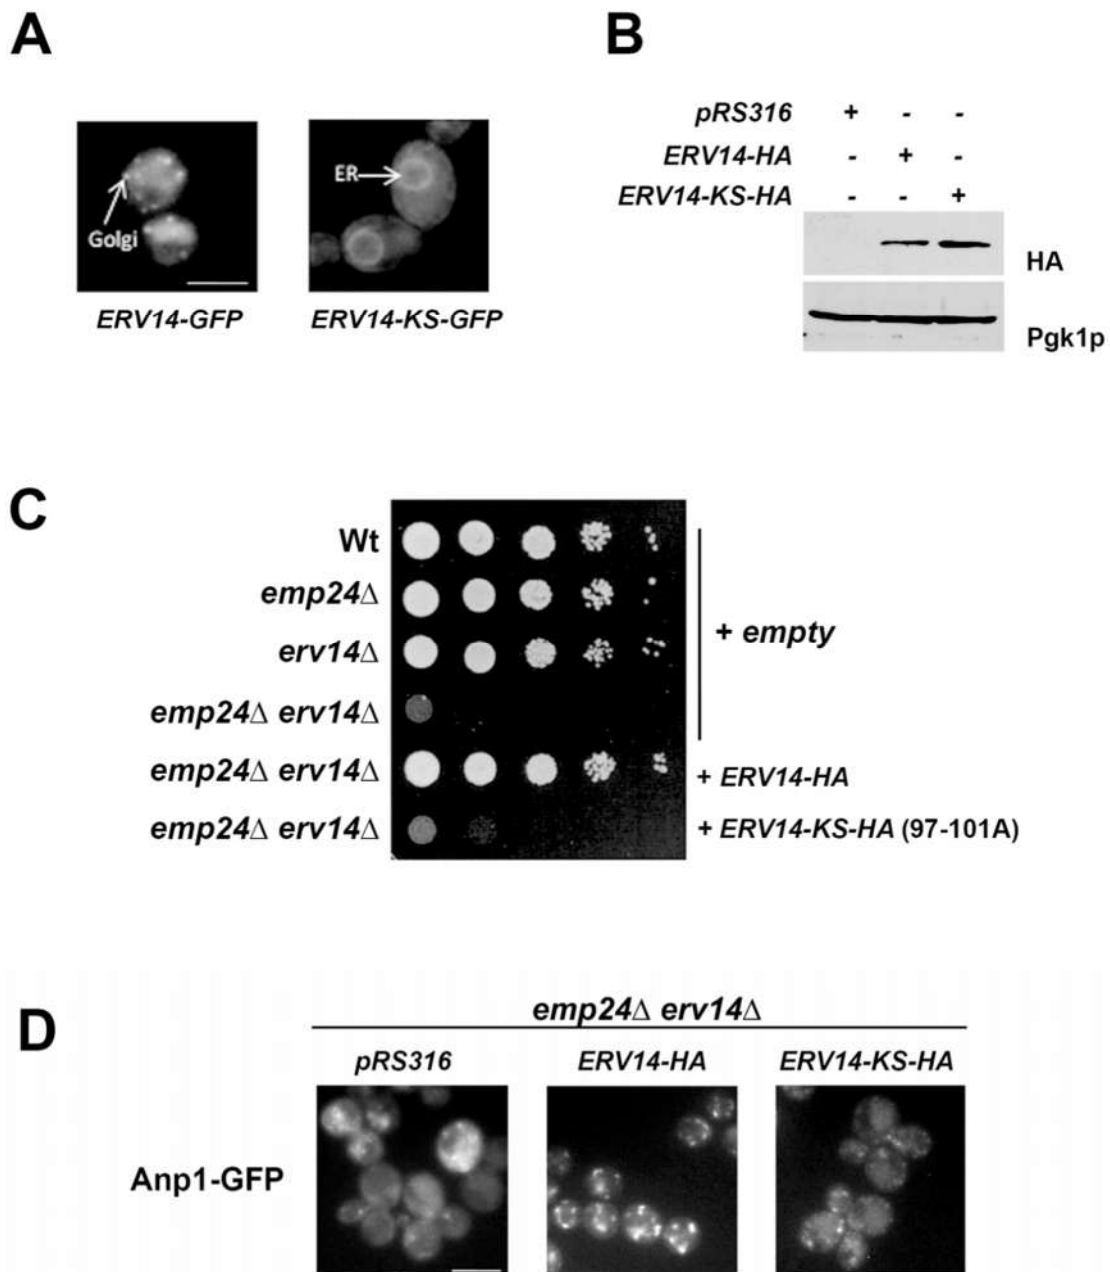 A
Golgi
ER
ERV14-GFP
ERV14-KS-GFP
B
pRS316 + - -
ERV14-HA - + -
ERV14-KS-HA - - +
HA
Pgk1p
C
Wt
emp24Δ
erv14Δ
emp24Δ erv14Δ
+ empty
emp24Δ erv14Δ + ERV14-HA
emp24Δ erv14Δ + ERV14-KS-HA (97-101A)
D
emp24Δ erv14Δ
pRS316 ERV14-HA ERV14-KS-HA
Anp1-GFP